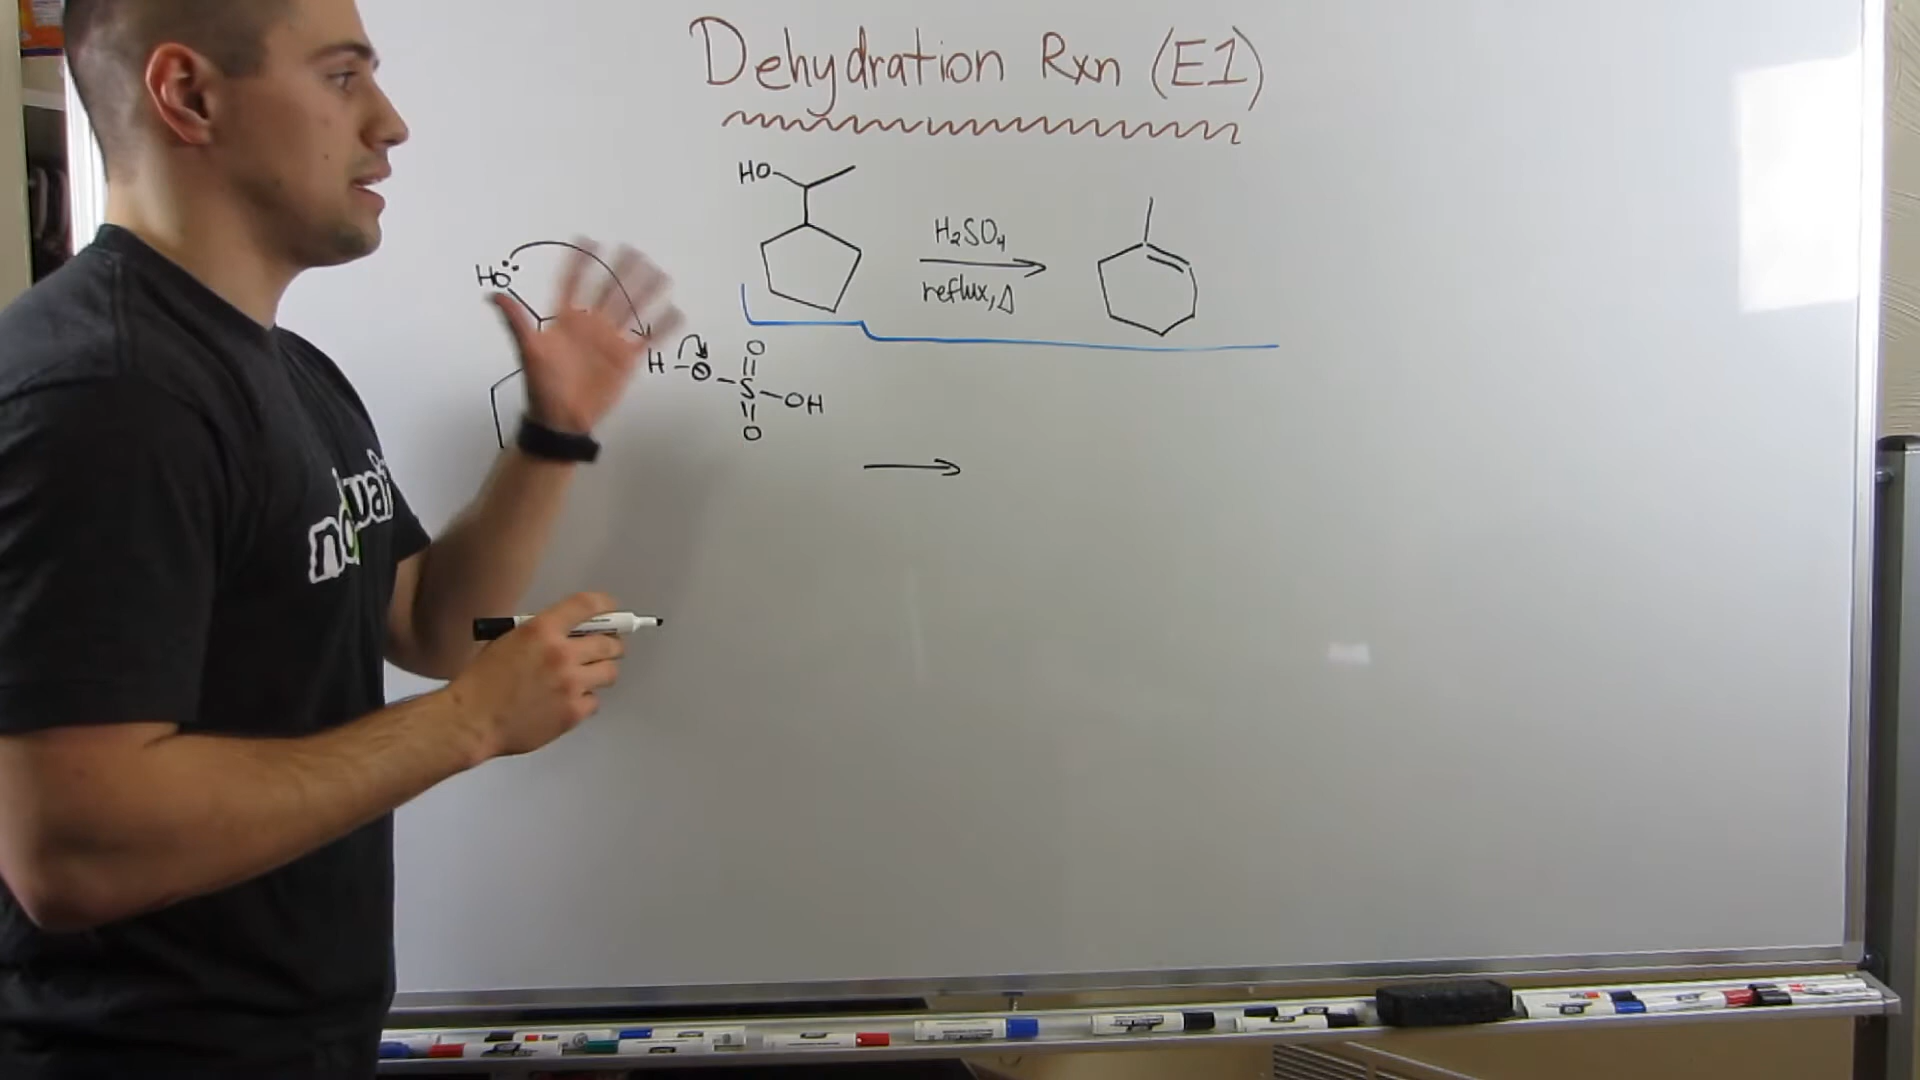 Dehydration Rxn (E1)
HO
H₂SO₄
reflux, Δ
HO:
H - O - S - OH
O
O